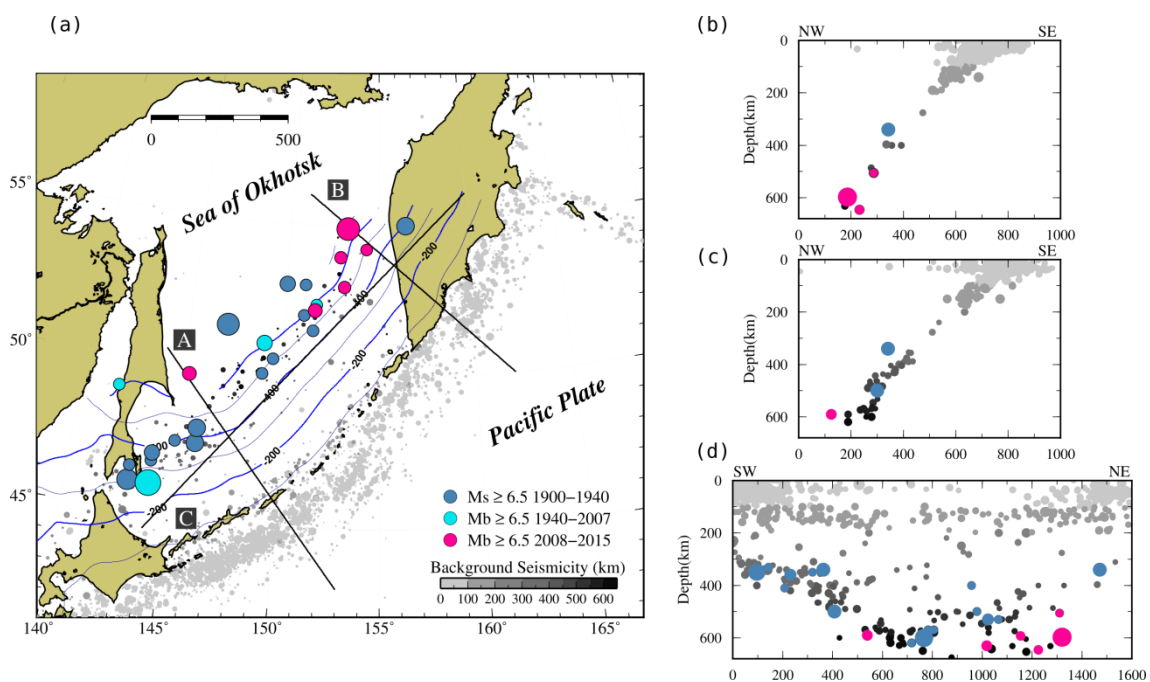 (a)
0
500
Sea of Okhotsk
B
A
C
-200
-400
-200
-400
-200
-200
Pacific Plate
Ms ≥ 6.5 1900−1940
Mb ≥ 6.5 1940−2007
Mb ≥ 6.5 2008−2015
Background Seismicity (km)
0 100 200 300 400 500 600
55˚
50˚
45˚
140˚ 145˚ 150˚ 155˚ 160˚ 165˚
(b)
NW SE
Depth(km)
0
200
400
600
0 200 400 600 800 1000
(c)
NW SE
Depth(km)
0
200
400
600
0 200 400 600 800 1000
(d)
SW NE
Depth(km)
0
200
400
600
0 200 400 600 800 1000 1200 1400 1600